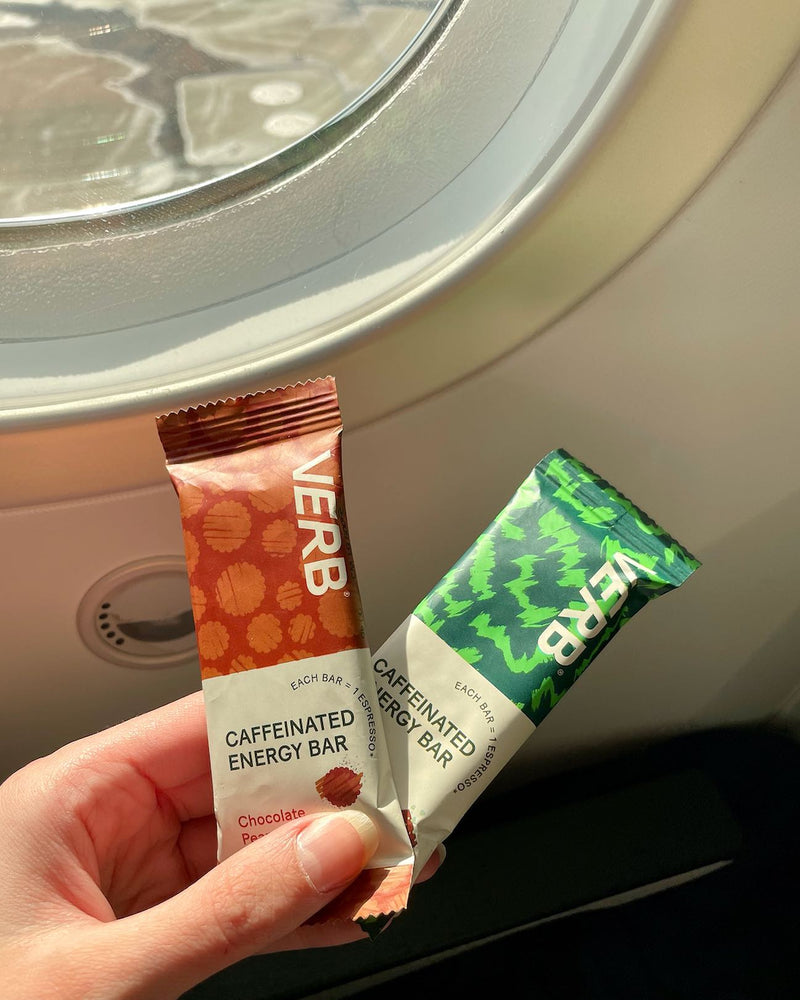 VERB®
EACH BAR = 1 ESPRESSO*
CAFFEINATED
ENERGY BAR
Chocolate
VERB®
EACH BAR = 1 ESPRESSO*
CAFFEINATED
ENERGY BAR